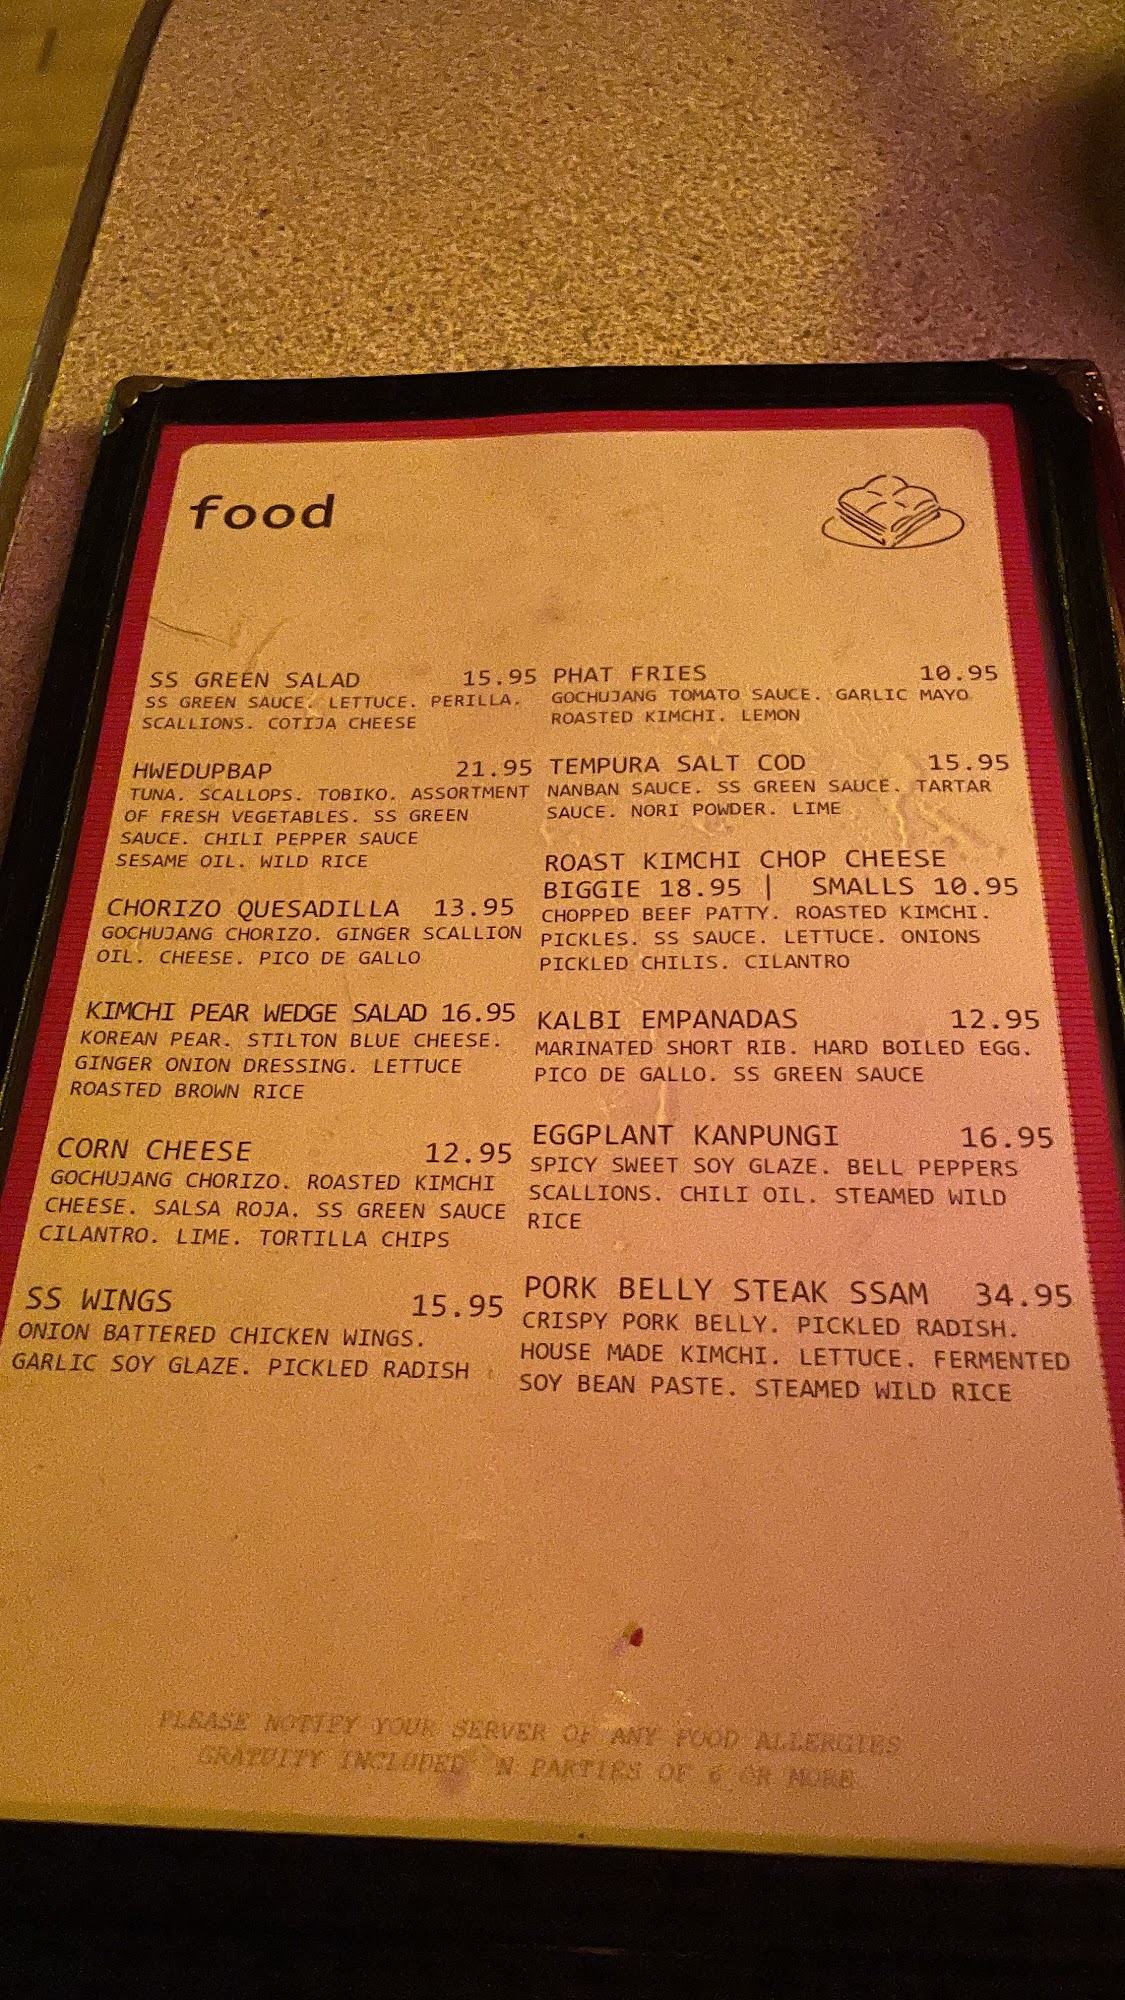 food
SS GREEN SALAD 15.95
SS GREEN SAUCE. LETTUCE. PERILLA.
SCALLIONS. COTIJA CHEESE
HWEDUPBAP 21.95
TUNA. SCALLOPS. TOBIKO. ASSORTMENT
OF FRESH VEGETABLES. SS GREEN
SAUCE. CHILI PEPPER SAUCE
SESAME OIL. WILD RICE
CHORIZO QUESADILLA 13.95
GOCHUJANG CHORIZO. GINGER SCALLION
OIL. CHEESE. PICO DE GALLO
KIMCHI PEAR WEDGE SALAD 16.95
KOREAN PEAR. STILTON BLUE CHEESE.
GINGER ONION DRESSING. LETTUCE
ROASTED BROWN RICE
CORN CHEESE 12.95
GOCHUJANG CHORIZO. ROASTED KIMCHI
CHEESE. SALSA ROJA. SS GREEN SAUCE
CILANTRO. LIME. TORTILLA CHIPS
SS WINGS 15.95
ONION BATTERED CHICKEN WINGS.
GARLIC SOY GLAZE. PICKLED RADISH
PHAT FRIES 10.95
GOCHUJANG TOMATO SAUCE. GARLIC MAYO
ROASTED KIMCHI. LEMON
TEMPURA SALT COD 15.95
NANBAN SAUCE. SS GREEN SAUCE. TARTAR
SAUCE. NORI POWDER. LIME
ROAST KIMCHI CHOP CHEESE
BIGGIE 18.95 | SMALLS 10.95
CHOPPED BEEF PATTY. ROASTED KIMCHI.
PICKLES. SS SAUCE. LETTUCE. ONIONS
PICKLED CHILIS. CILANTRO
KALBI EMPANADAS 12.95
MARINATED SHORT RIB. HARD BOILED EGG.
PICO DE GALLO. SS GREEN SAUCE
EGGPLANT KANPUNGI 16.95
SPICY SWEET SOY GLAZE. BELL PEPPERS
SCALLIONS. CHILI OIL. STEAMED WILD
RICE
PORK BELLY STEAK SSAM 34.95
CRISPY PORK BELLY. PICKLED RADISH.
HOUSE MADE KIMCHI. LETTUCE. FERMENTED
SOY BEAN PASTE. STEAMED WILD RICE
PLEASE NOTIFY YOUR SERVER OF ANY FOOD ALLERGIES
GRATUITY INCLUDED N PARTIES OF 6 OR MORE